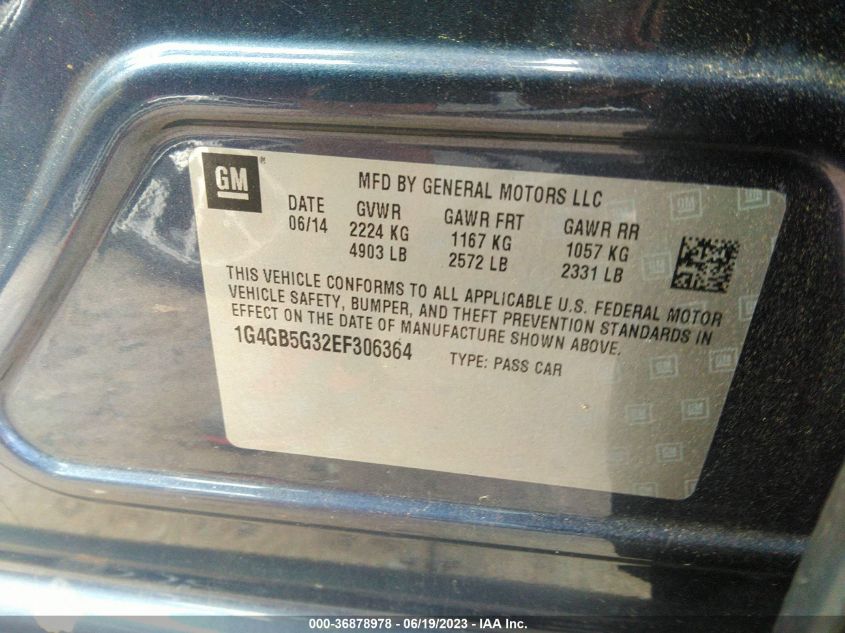 GM
MFD BY GENERAL MOTORS LLC
DATE GVWR GAWR FRT GAWR RR
06/14 2224 KG 1167 KG 1057 KG
4903 LB 2572 LB 2331 LB
THIS VEHICLE CONFORMS TO ALL APPLICABLE U.S. FEDERAL MOTOR
VEHICLE SAFETY, BUMPER, AND THEFT PREVENTION STANDARDS IN
EFFECT ON THE DATE OF MANUFACTURE SHOWN ABOVE.
1G4GB5G32EF306364 TYPE: PASS CAR
000-36878978 - 06/19/2023 - IAA Inc.